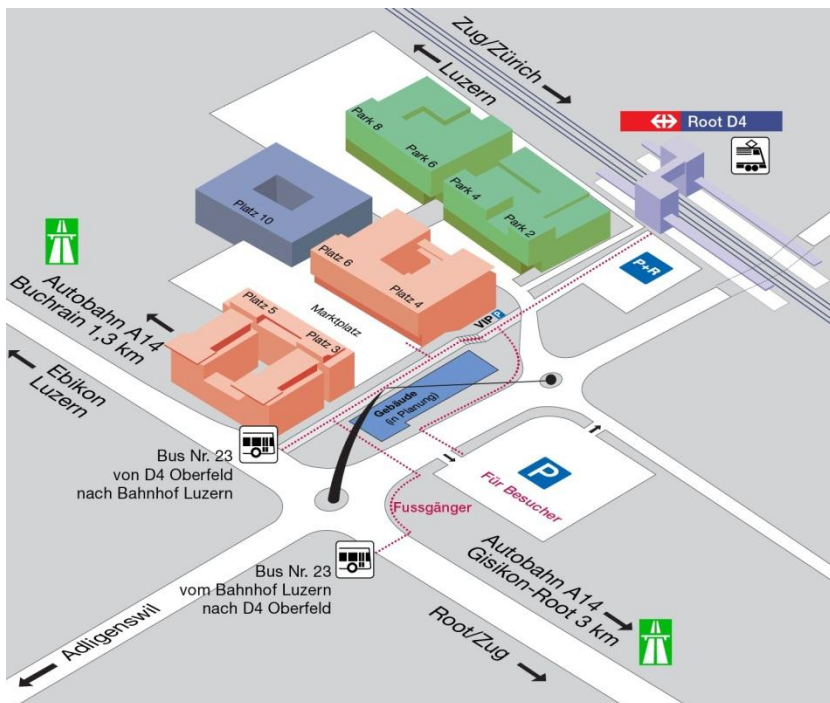 Zug/Zürich
Luzern
Root D4
Park 8
Park 6
Park 4
Park 2
Platz 10
Platz 6
Platz 4
P+R
Autobahn A14
Buchrain 1,3 km
Platz 5
Platz 3
Marktplatz
VIP P
Ebikon
Luzern
Gebäude
(in Planung)
Bus Nr. 23
von D4 Oberfeld
nach Bahnhof Luzern
P
Für Besucher
Fussgänger
Autobahn A14
Gisikon-Root 3 km
Bus Nr. 23
vom Bahnhof Luzern
nach D4 Oberfeld
Adligenswil
Root/Zug